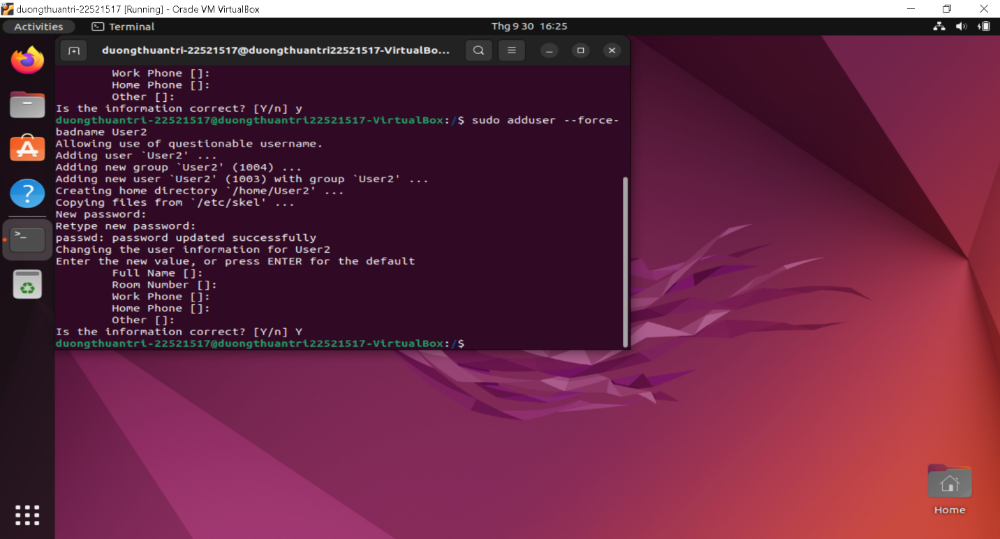 duongthuantri-22521517 [Running] - Oracle VM VirtualBox
Activities Terminal Thg 9 30 16:25
duongthuantri-22521517@duongthuantri22521517-VirtualBo...
Work Phone []:
Home Phone []:
Other []:
Is the information correct? [Y/n] y
duongthuantri-22521517@duongthuantri22521517-VirtualBox:/$ sudo adduser --force-
badname User2
Allowing use of questionable username.
Adding user `User2' ...
Adding new group `User2' (1004) ...
Adding new user `User2' (1003) with group `User2' ...
Creating home directory `/home/User2' ...
Copying files from `/etc/skel' ...
New password:
Retype new password:
passwd: password updated successfully
Changing the user information for User2
Enter the new value, or press ENTER for the default
Full Name []:
Room Number []:
Work Phone []:
Home Phone []:
Other []:
Is the information correct? [Y/n] Y
duongthuantri-22521517@duongthuantri22521517-VirtualBox:/$
Home